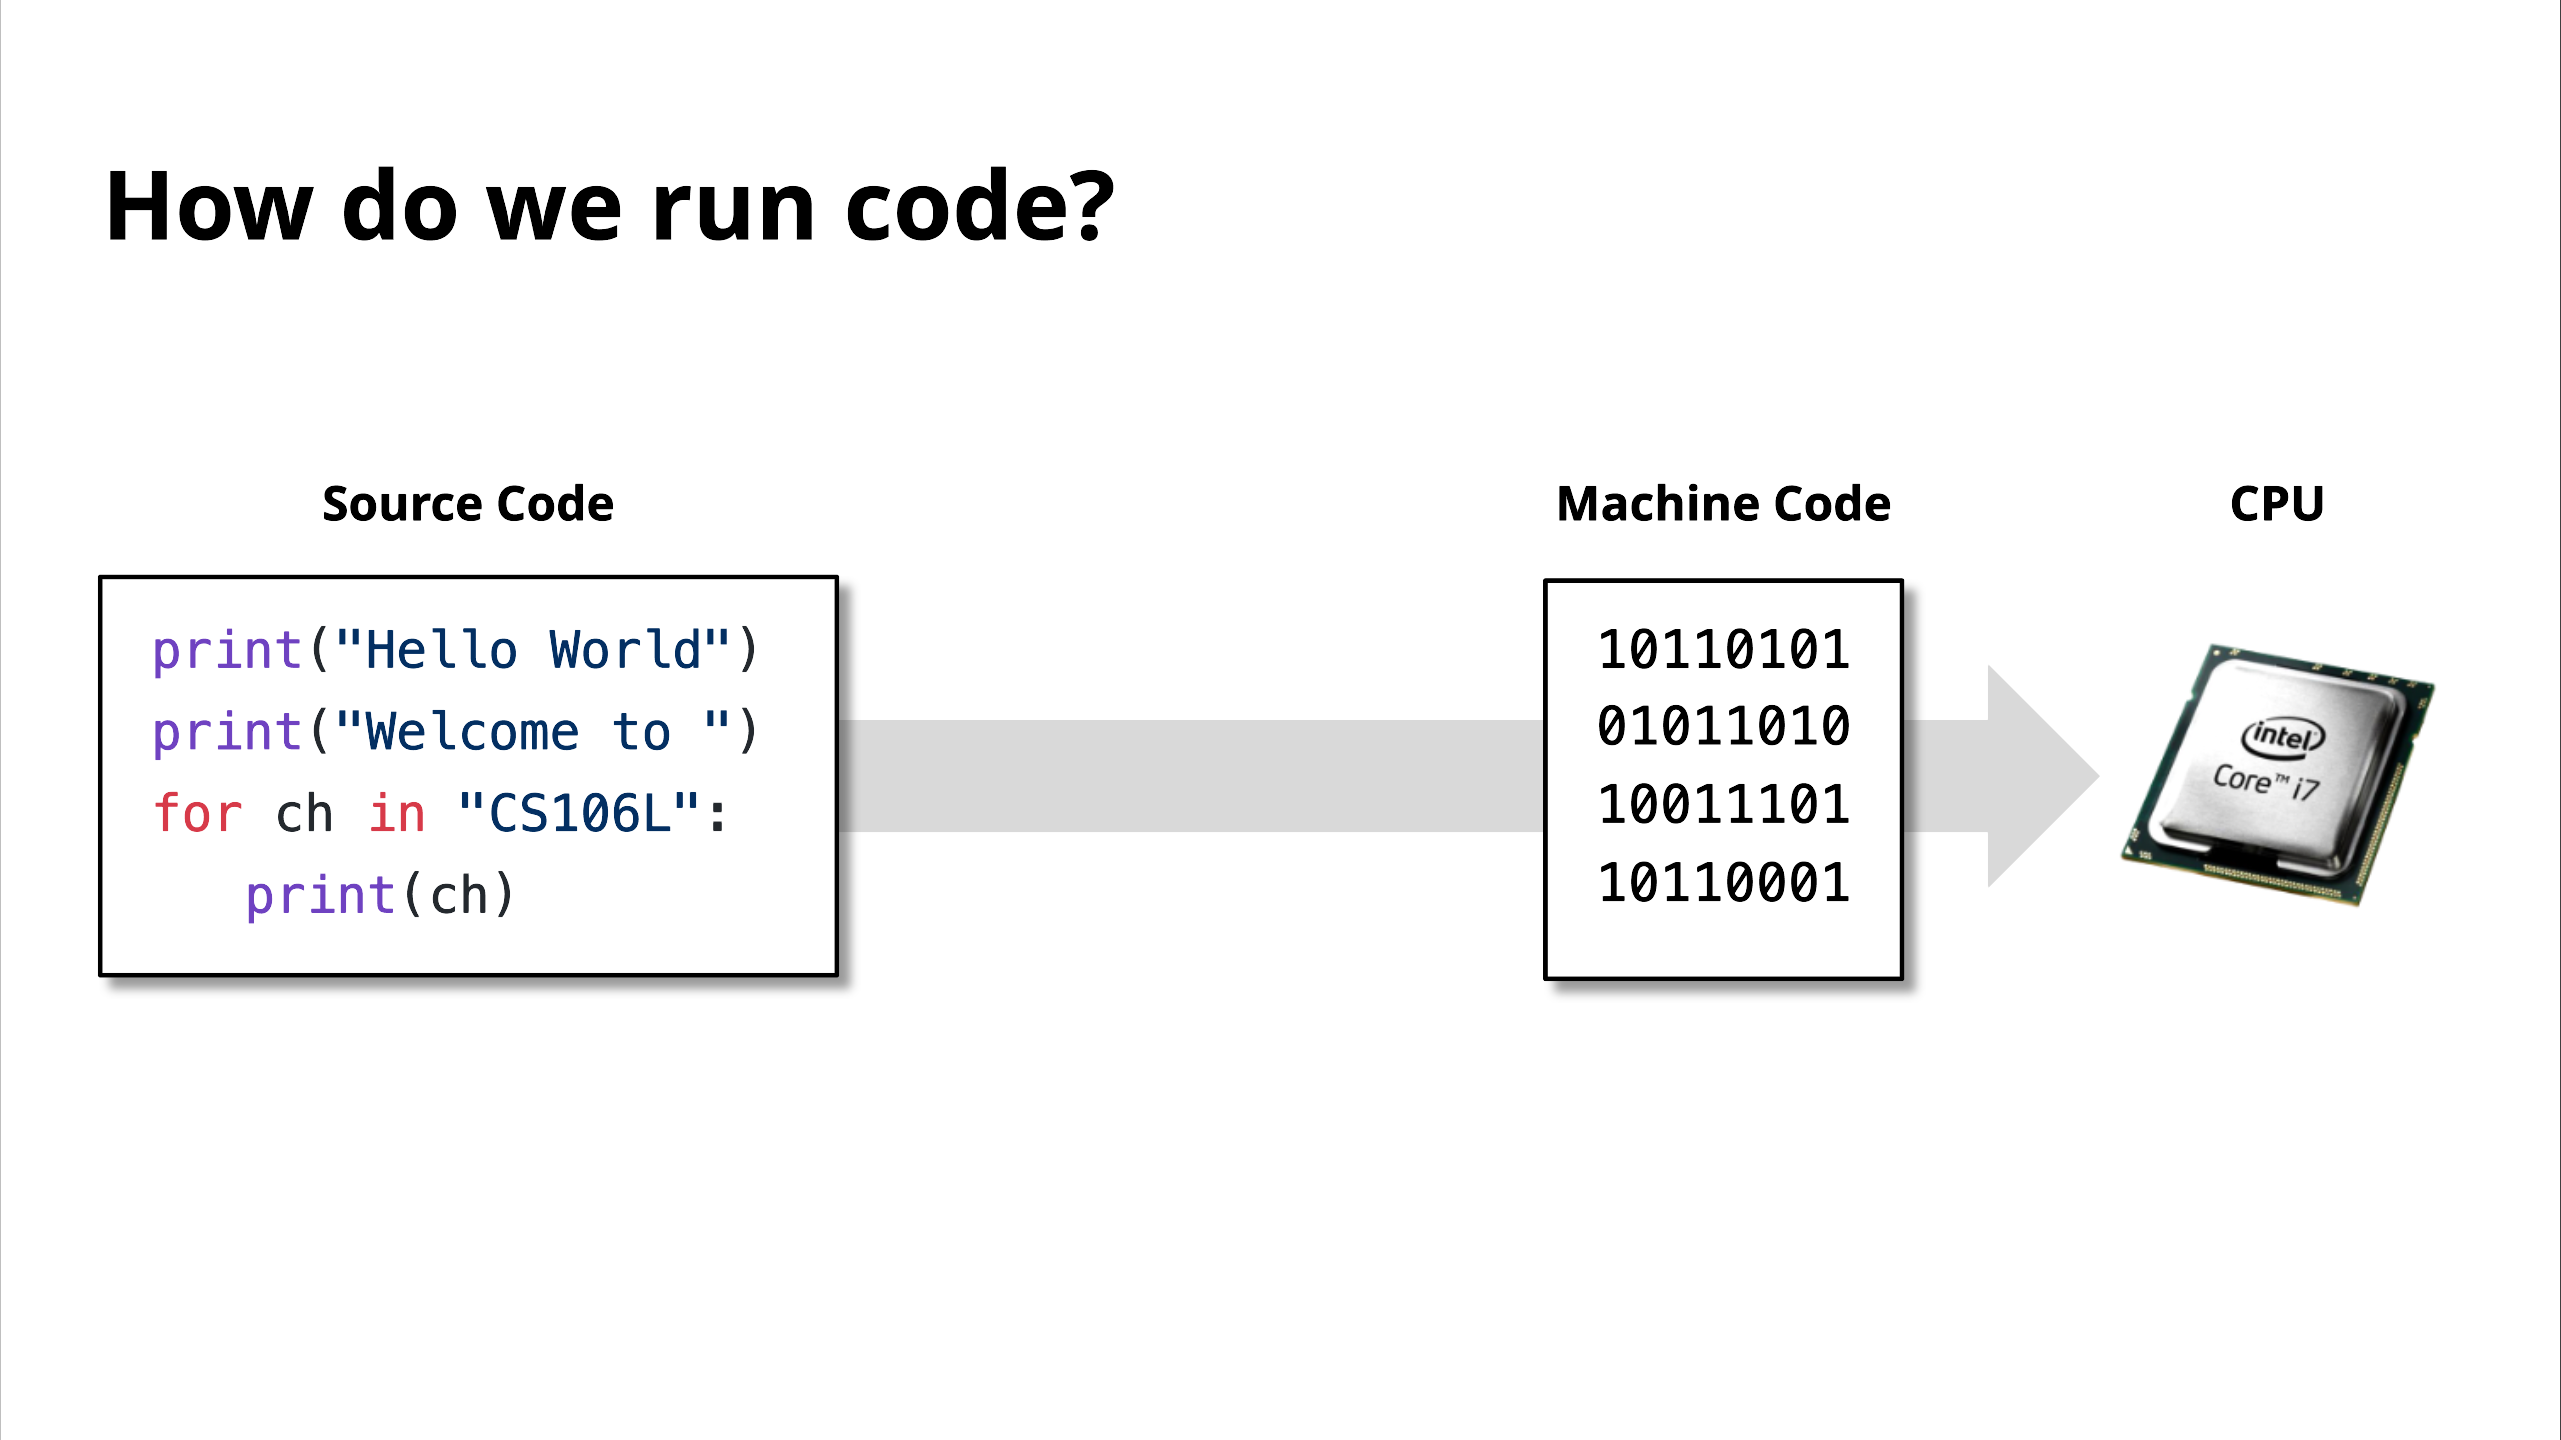 How do we run code?
Source Code
print("Hello World")
print("Welcome to ")
for ch in "CS106L":
   print(ch)
Machine Code
10110101
01011010
10011101
10110001
CPU
intel
Core™ i7